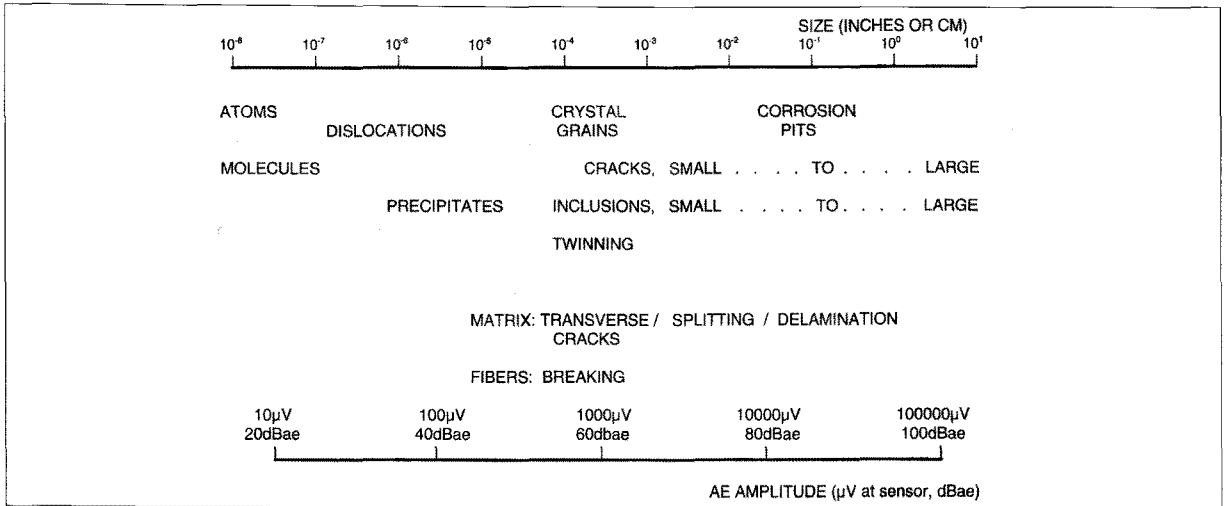 SIZE (INCHES OR CM)
10⁻⁸ 10⁻⁷ 10⁻⁶ 10⁻⁵ 10⁻⁴ 10⁻³ 10⁻² 10⁻¹ 10⁰ 10¹
ATOMS CRYSTAL CORROSION
DISLOCATIONS GRAINS PITS
MOLECULES CRACKS, SMALL . . . . TO . . . . LARGE
PRECIPITATES INCLUSIONS, SMALL . . . . TO . . . . LARGE
TWINNING
MATRIX: TRANSVERSE / SPLITTING / DELAMINATION
CRACKS
FIBERS: BREAKING
10µV 100µV 1000µV 10000µV 100000µV
20dBae 40dBae 60dbae 80dBae 100dBae
AE AMPLITUDE (µV at sensor, dBae)